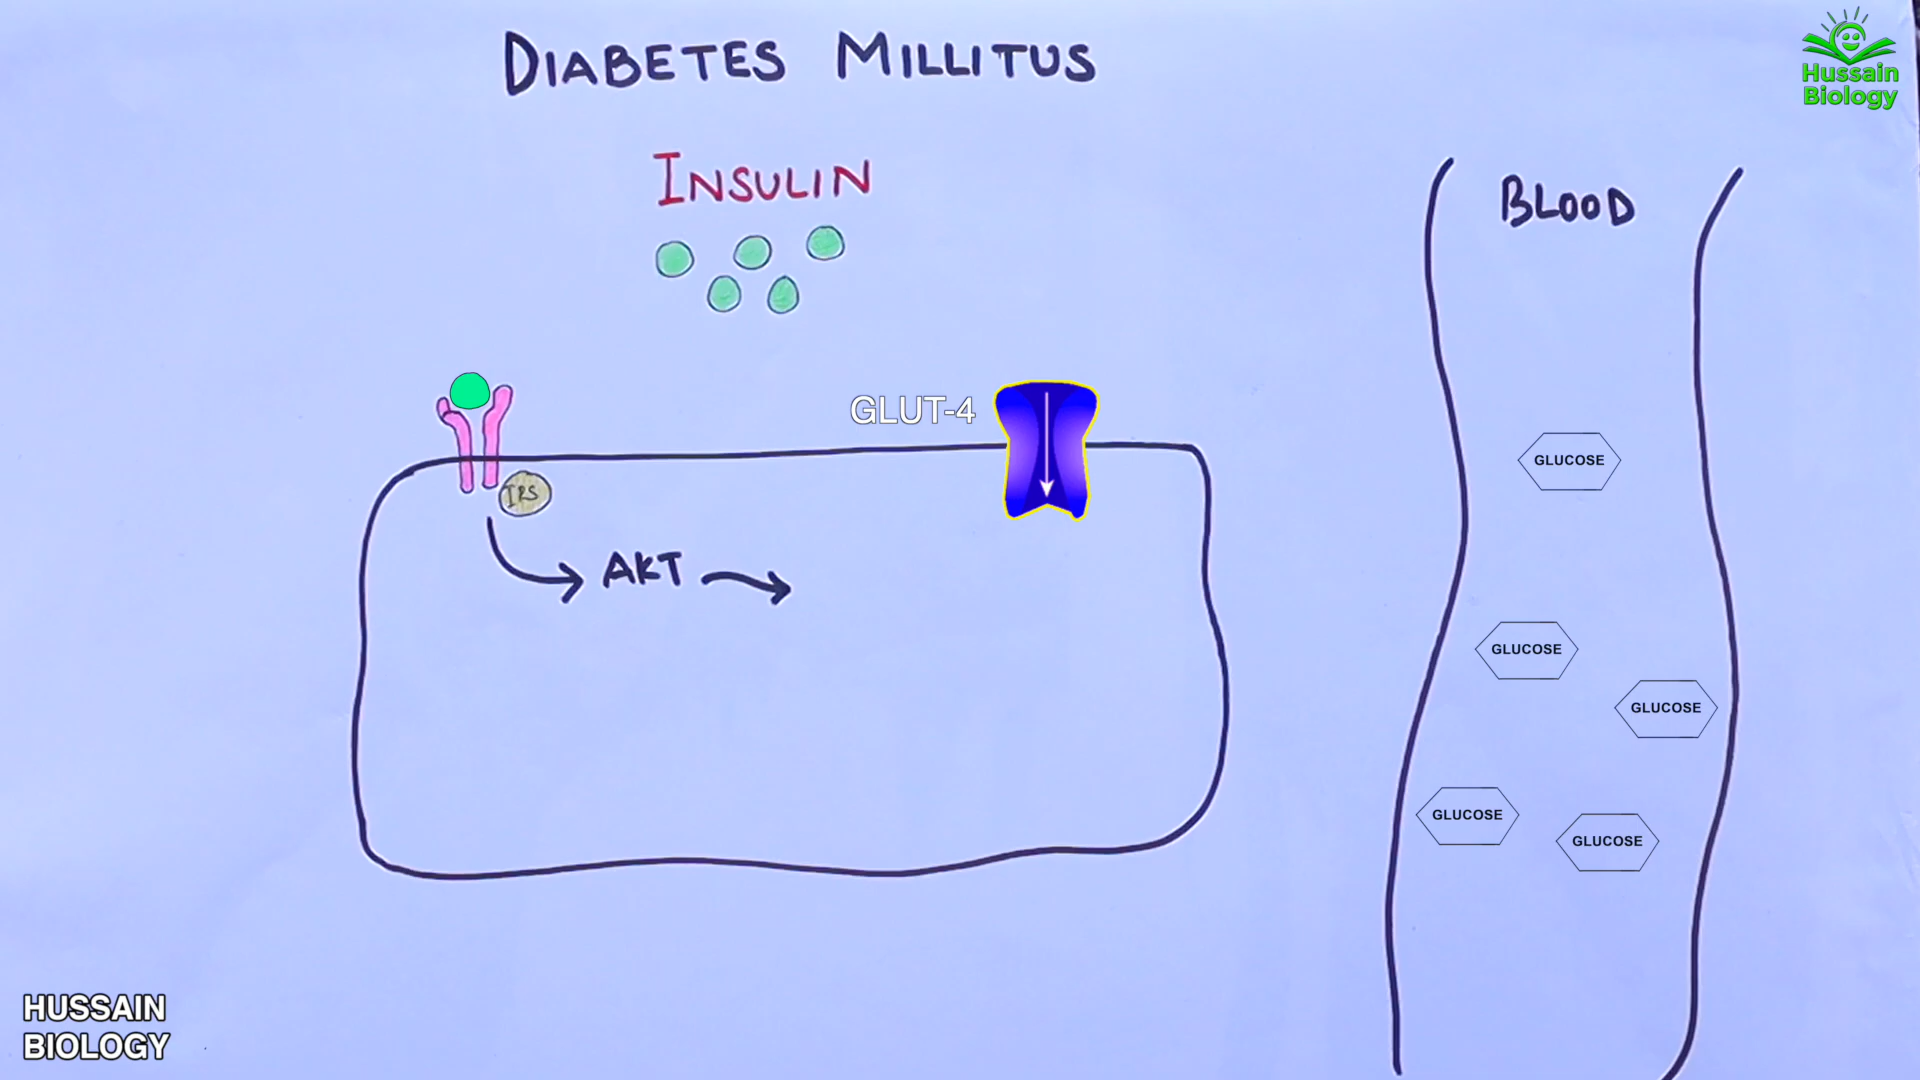 DIABETES MILLITUS
Hussain
Biology
INSULIN
BLOOD
GLUT-4
IRS
AKT
GLUCOSE
GLUCOSE
GLUCOSE
GLUCOSE
GLUCOSE
HUSSAIN
BIOLOGY